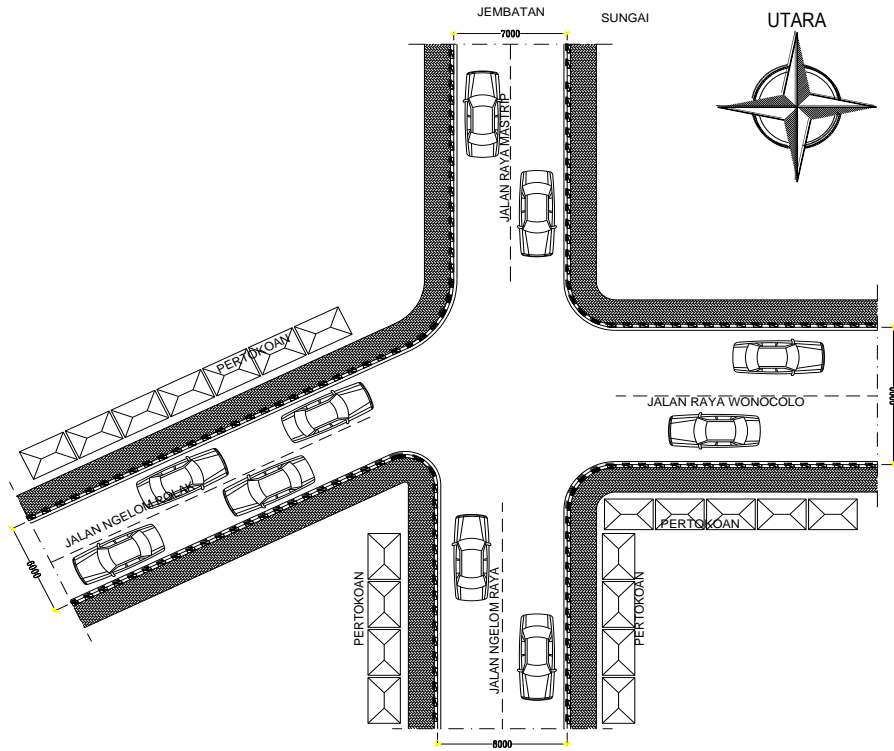 JEMBATAN
SUNGAI
UTARA
7000
JALAN RAYA MASTRIP
PERTOKOAN
JALAN RAYA WONOCOLO
JALAN NGELOM ROLAK
6000
PERTOKOAN
PERTOKOAN
PERTOKOAN
JALAN NGELOM RAYA
8000